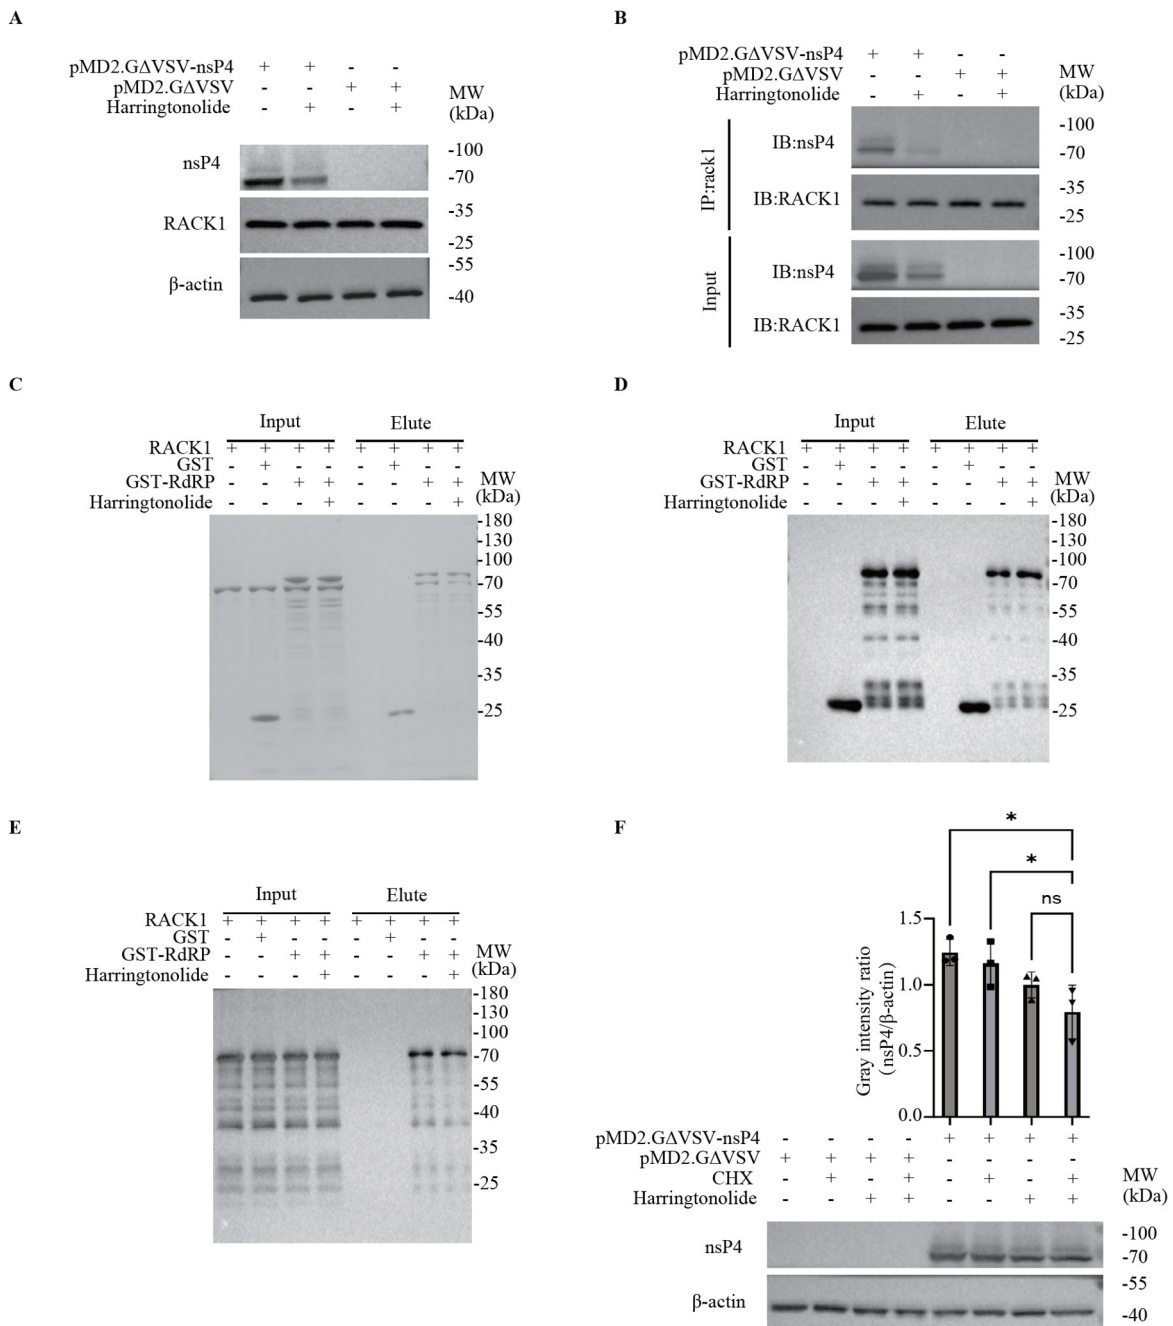 A
pMD2.GΔVSV-nsP4 + + - -
pMD2.GΔVSV - - + +
Harringtonolide - + - +
MW
(kDa)
nsP4
-100
-70
RACK1
-35
-25
β-actin
-55
-40
B
pMD2.GΔVSV-nsP4 + + - -
pMD2.GΔVSV - - + +
Harringtonolide - + - +
MW
(kDa)
IP:rack1
IB:nsP4
-100
-70
IB:RACK1
-35
-25
Input
IB:nsP4
-100
-70
IB:RACK1
-35
-25
C
Input Elute
RACK1 + + + + + + + +
GST - + - - - + - -
GST-RdRP - - + + - - + +
Harringtonolide - - - + - - - +
MW
(kDa)
-180
-130
-100
-70
-55
-40
-35
-25
D
Input Elute
RACK1 + + + + + + + +
GST - + - - - + - -
GST-RdRP - - + + - - + +
Harringtonolide - - - + - - - +
MW
(kDa)
-180
-130
-100
-70
-55
-40
-35
-25
E
Input Elute
RACK1 + + + + + + + +
GST - + - - - + - -
GST-RdRP - - + + - - + +
Harringtonolide - - - + - - - +
MW
(kDa)
-180
-130
-100
-70
-55
-40
-35
-25
F
*
*
ns
Gray intensity ratio
(nsP4/β-actin)
1.5
1.0
0.5
0.0
pMD2.GΔVSV-nsP4 - - - - + + + +
pMD2.GΔVSV + + + + - - - -
CHX - + - + - + - +
Harringtonolide - - + + - - + +
MW
(kDa)
nsP4
-100
-70
β-actin
-55
-40